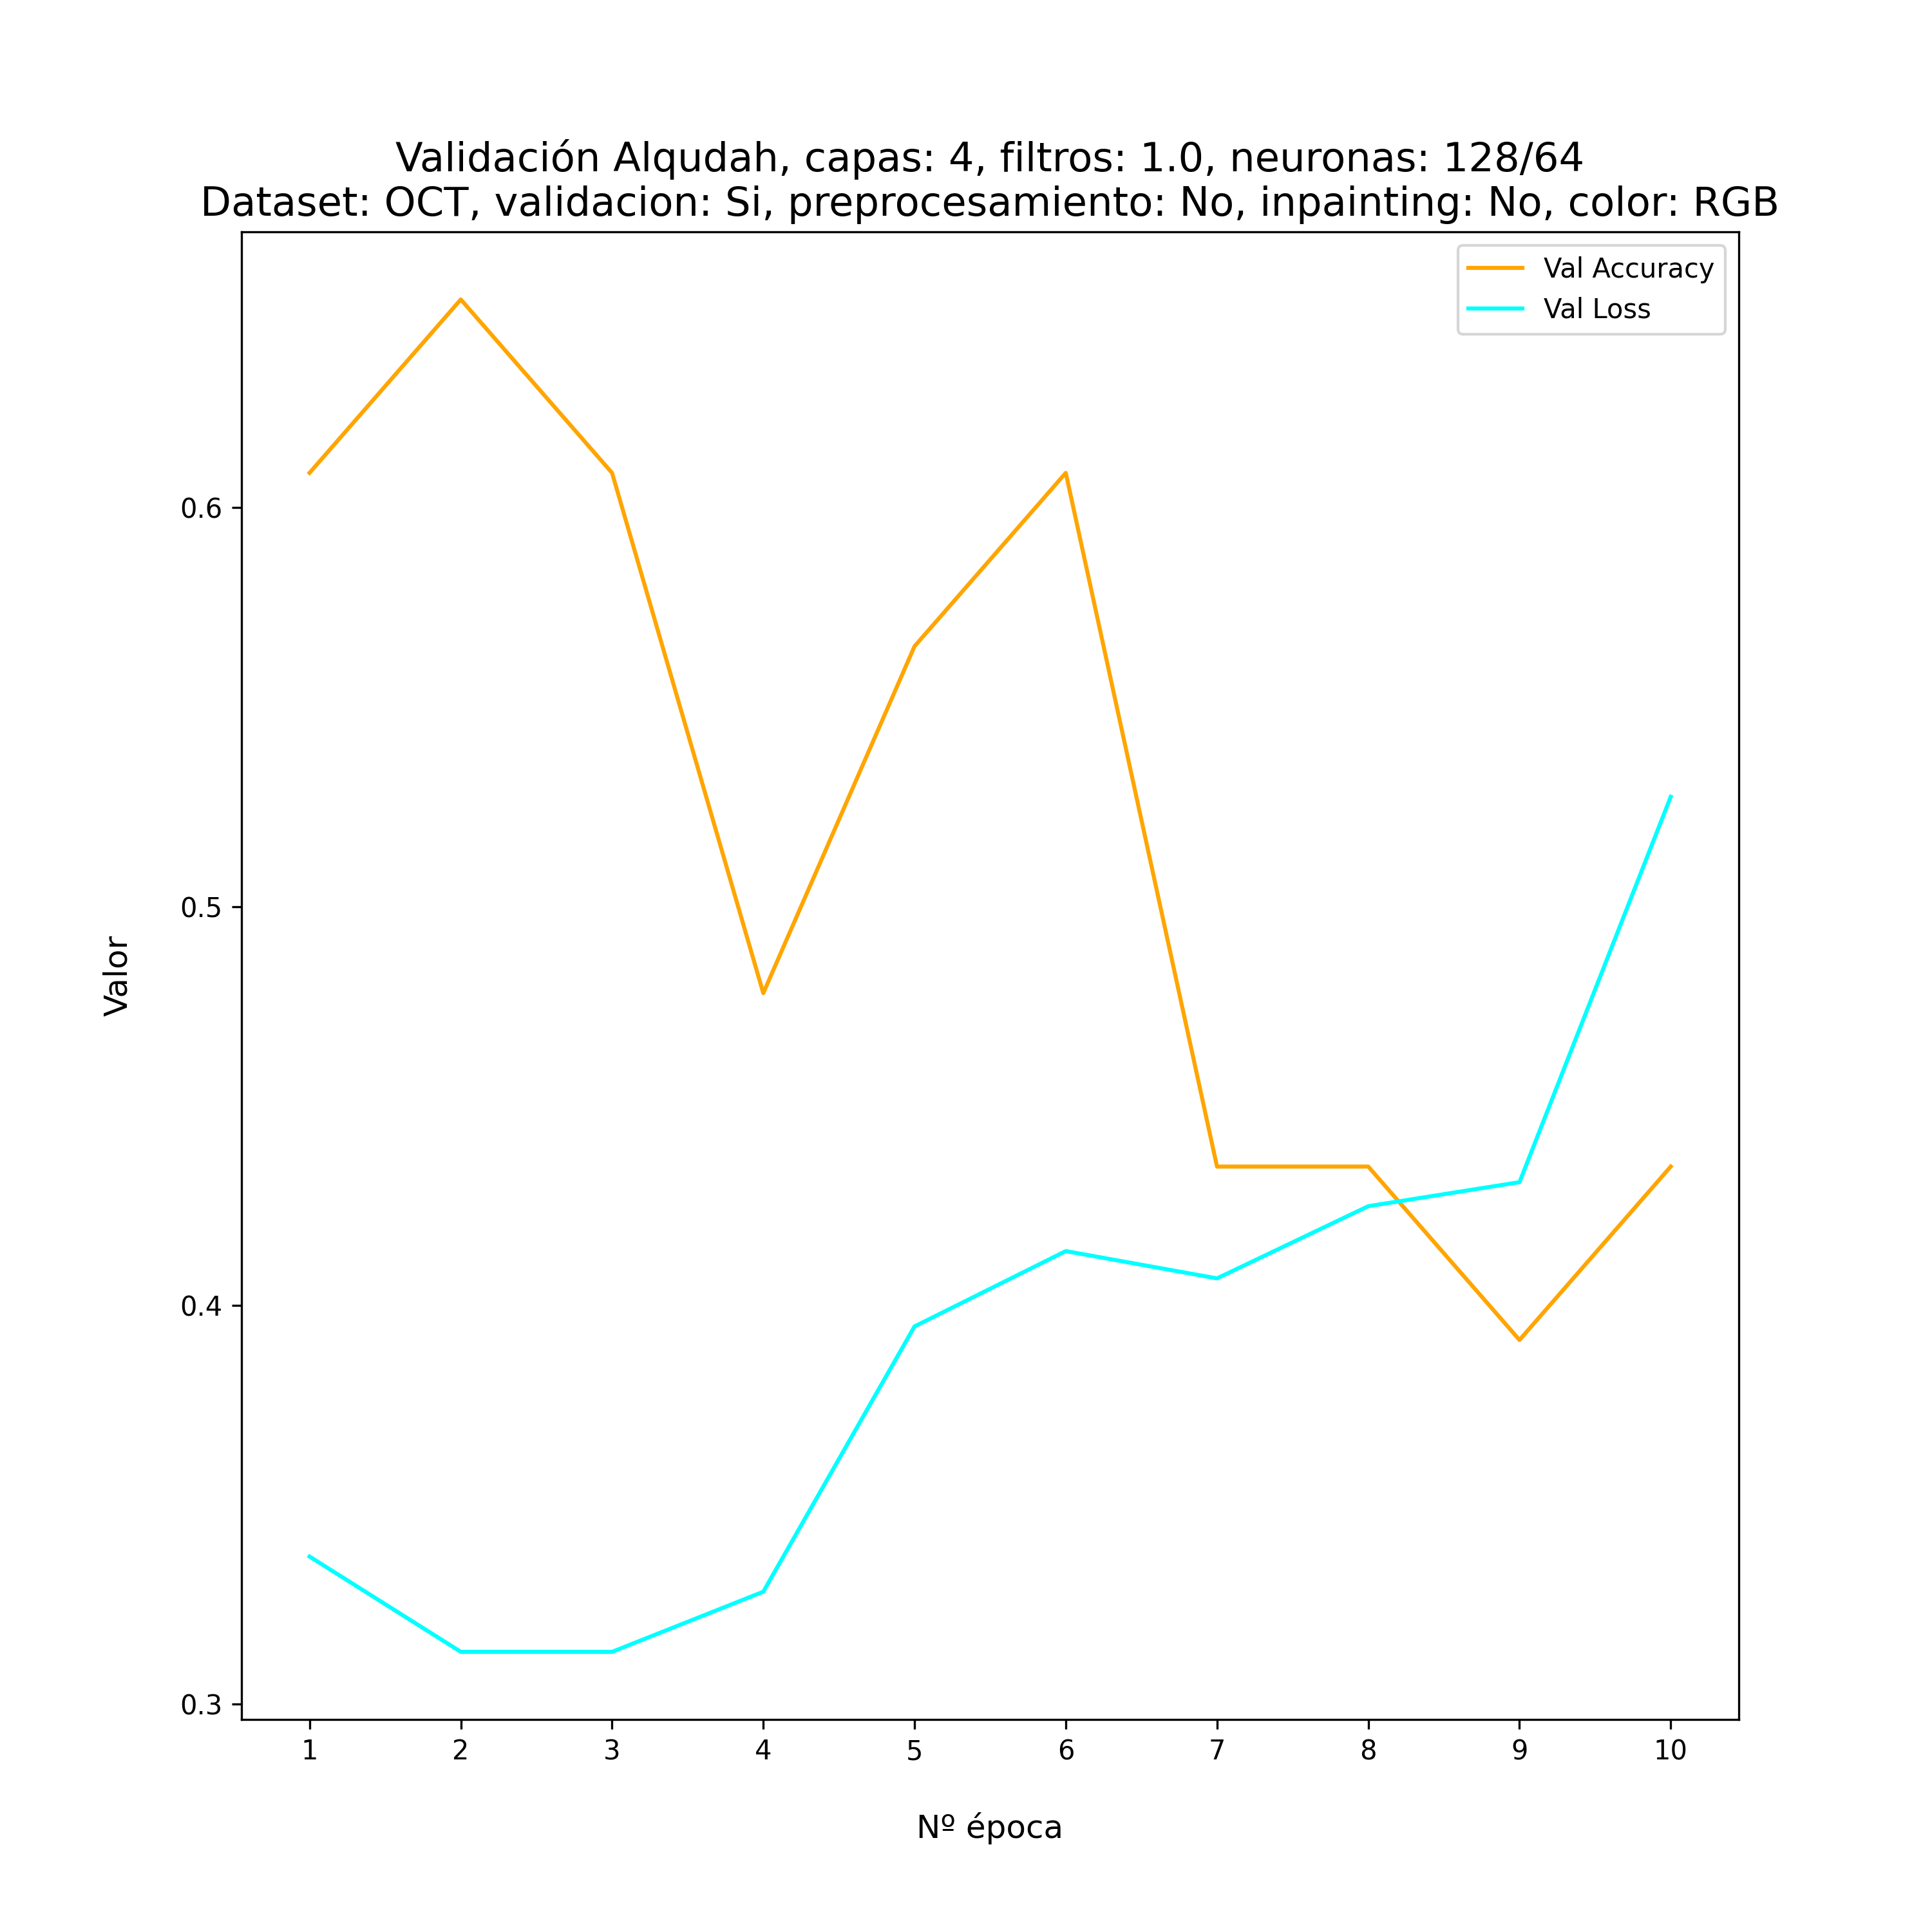 Validación Alqudah, capas: 4, filtros: 1.0, neuronas: 128/64
Dataset: OCT, validacion: Si, preprocesamiento: No, inpainting: No, color: RGB
Val Accuracy
Val Loss
0.6
0.5
0.4
0.3
Valor
1 2 3 4 5 6 7 8 9 10
Nº época